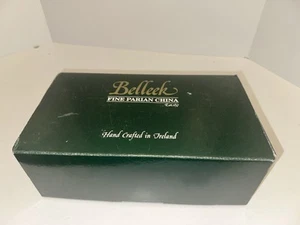 Belleek
FINE PARIAN CHINA
Hand Crafted in Ireland